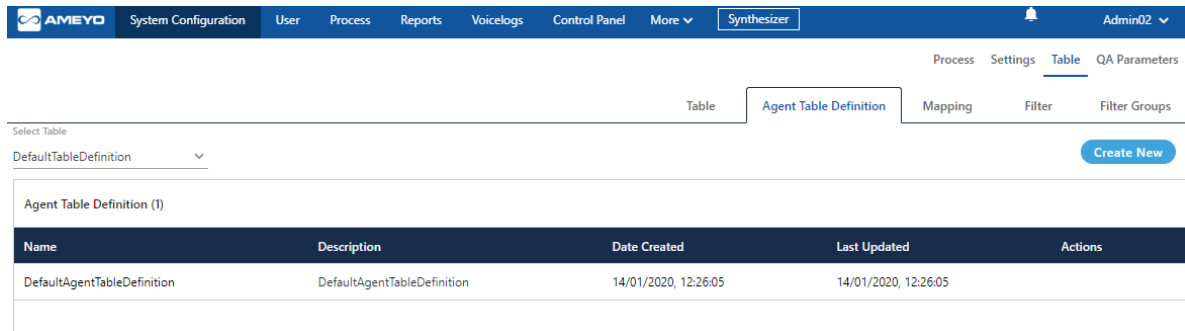 AMEYO System Configuration User Process Reports Voicelogs Control Panel More Synthesizer Admin02
Process Settings Table QA Parameters
Table Agent Table Definition Mapping Filter Filter Groups
Select Table
DefaultTableDefinition
Create New
Agent Table Definition (1)
Name Description Date Created Last Updated Actions
DefaultAgentTableDefinition DefaultAgentTableDefinition 14/01/2020, 12:26:05 14/01/2020, 12:26:05